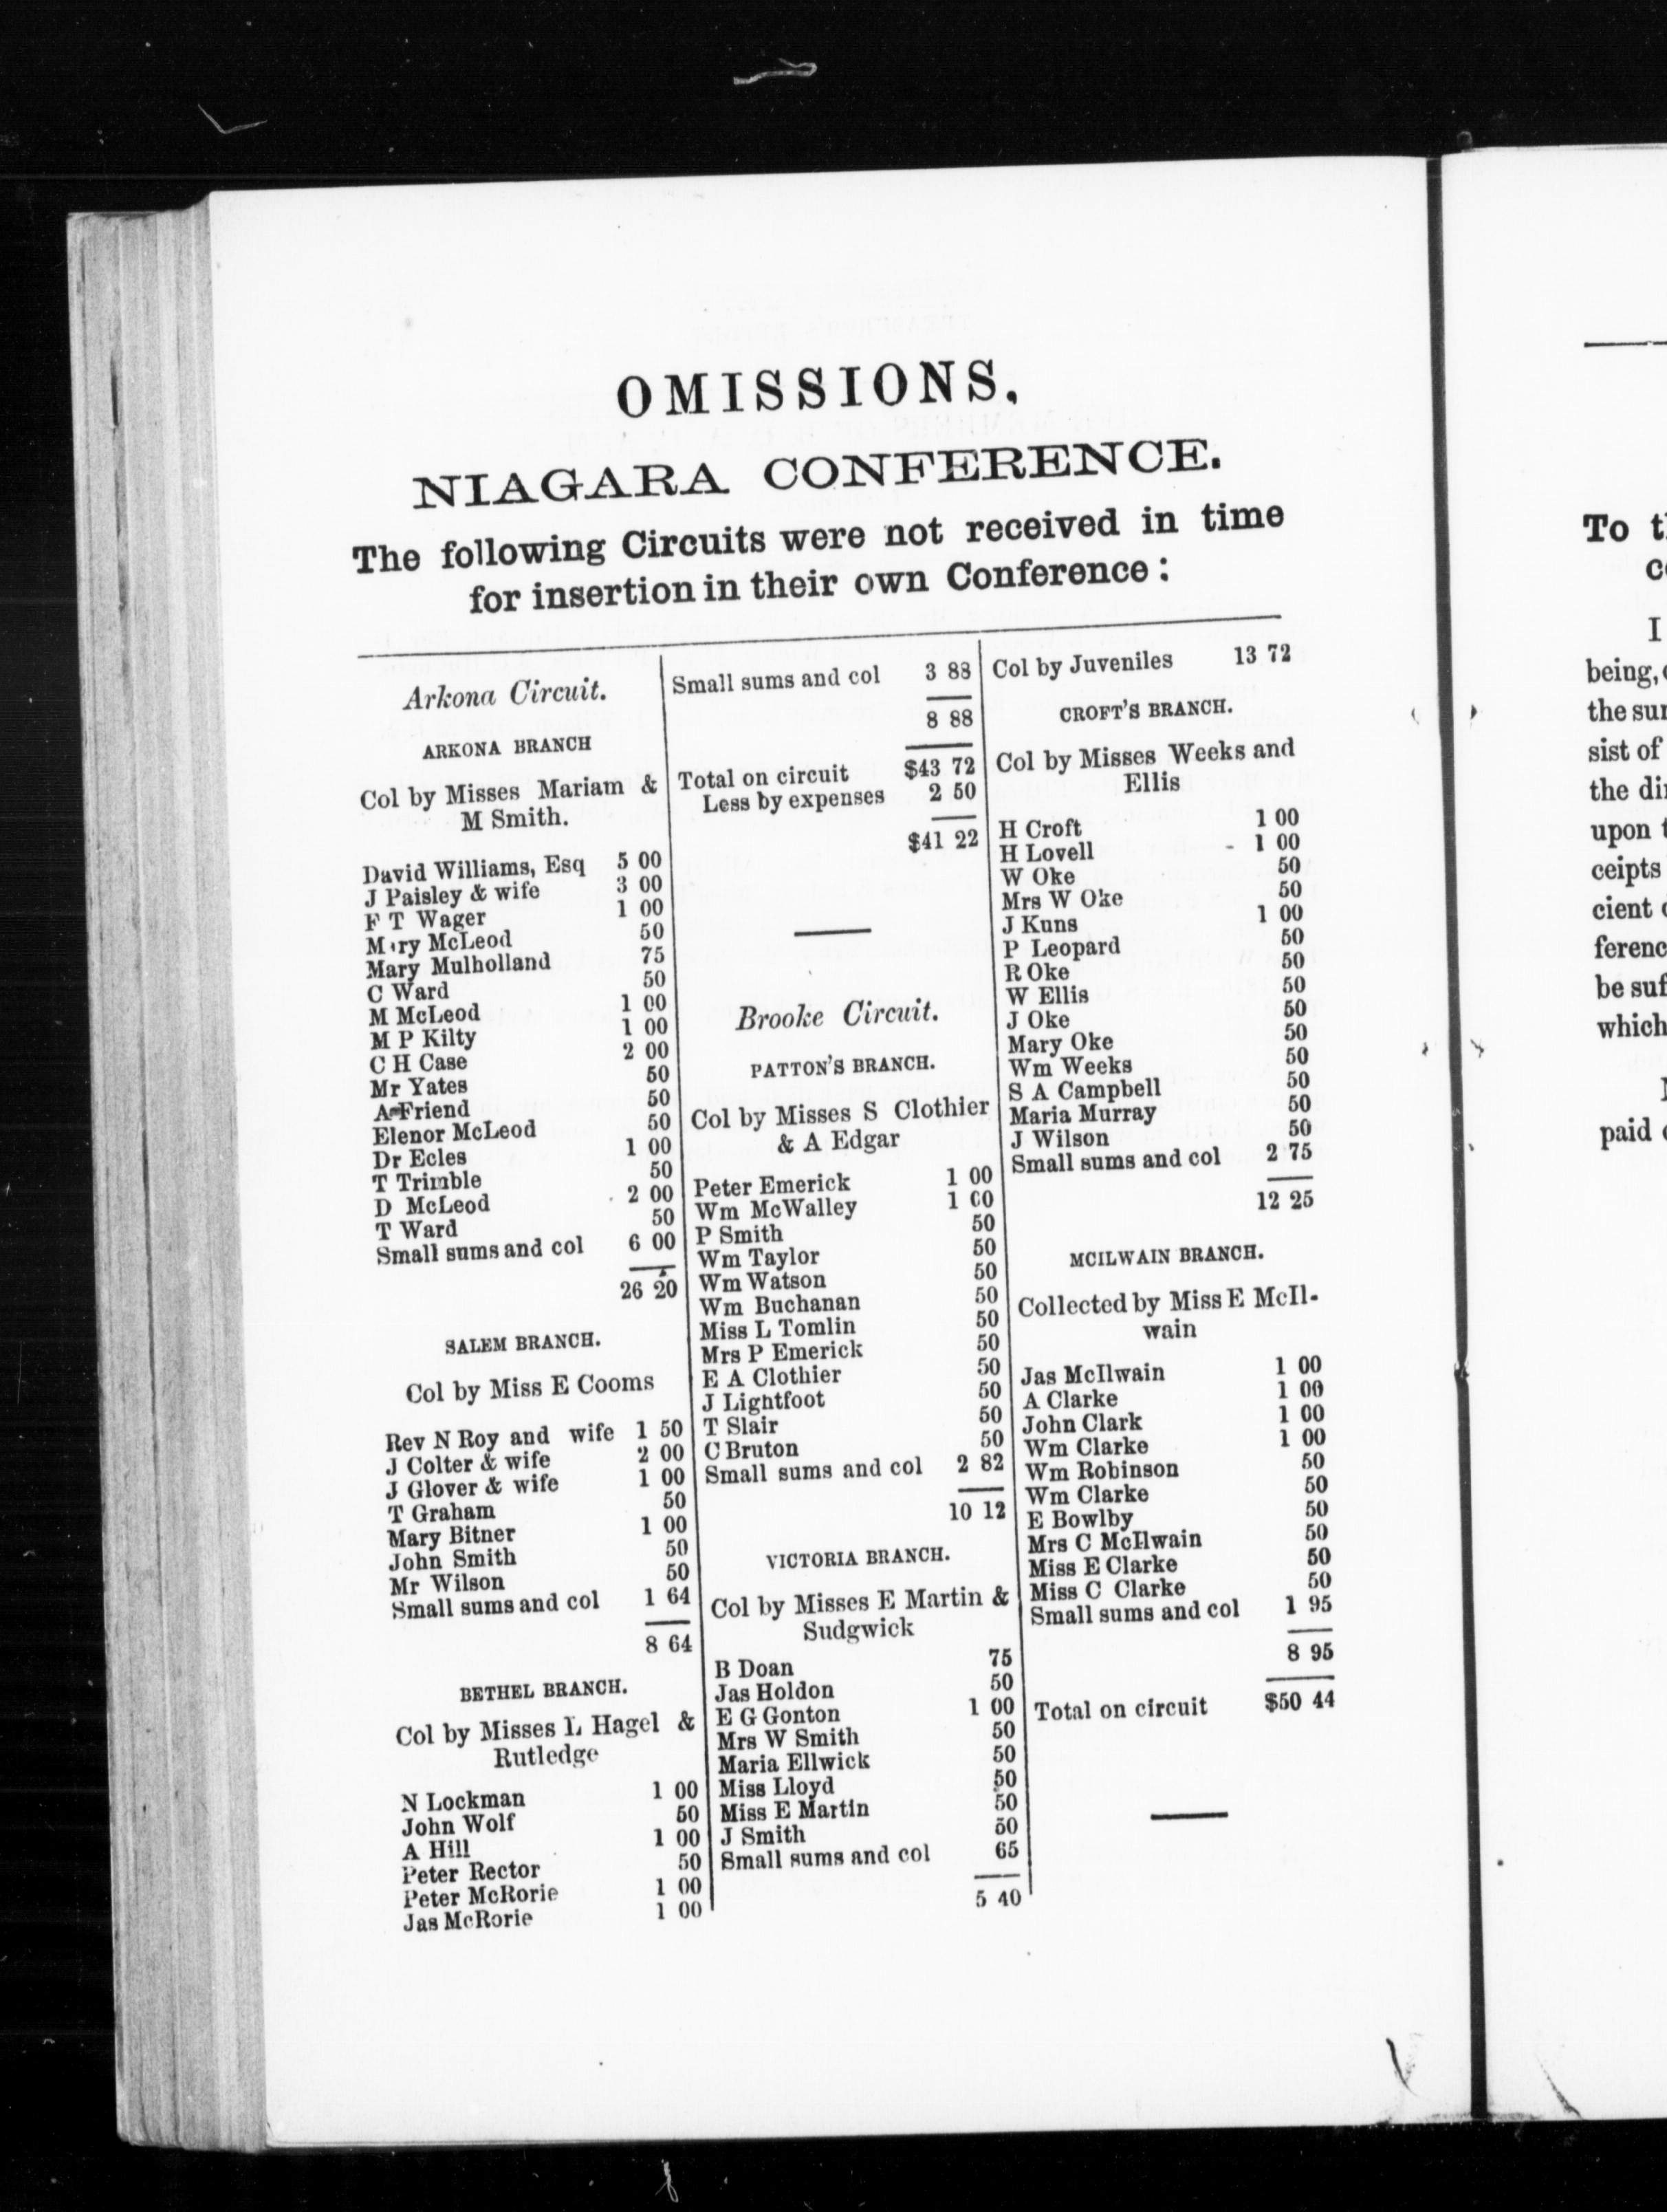 OMISSIONS.
NIAGARA CONFERENCE.
The following Circuits were not received in time
for insertion in their own Conference:
Arkona Circuit.
ARKONA BRANCH
Col by Misses Mariam &
M Smith.
David Williams, Esq 5 00
J Paisley & wife 3 00
F T Wager 1 00
Mary McLeod 50
Mary Mulholland 75
C Ward 50
M McLeod 1 00
M P Kilty 1 00
C H Case 2 00
Mr Yates 50
A Friend 50
Elenor McLeod 50
Dr Ecles 1 00
T Trimble 50
D McLeod 2 00
T Ward 50
Small sums and col 6 00
26 20
SALEM BRANCH.
Col by Miss E Cooms
Rev N Roy and wife 1 50
J Colter & wife 2 00
J Glover & wife 1 00
T Graham 50
Mary Bitner 1 00
John Smith 50
Mr Wilson 50
Small sums and col 1 64
8 64
BETHEL BRANCH.
Col by Misses L Hagel &
Rutledge
N Lockman 1 00
John Wolf 50
A Hill 1 00
Peter Rector 50
Peter McRorie 1 00
Jas McRorie 1 00
Small sums and col 3 88
8 88
Total on circuit $43 72
Less by expenses 2 50
$41 22
Brooke Circuit.
PATTON'S BRANCH.
Col by Misses S Clothier
& A Edgar
Peter Emerick 1 00
Wm McWalley 1 00
P Smith 50
Wm Taylor 50
Wm Watson 50
Wm Buchanan 50
Miss L Tomlin 50
Mrs P Emerick 50
E A Clothier 50
J Lightfoot 50
T Slair 50
C Bruton 50
Small sums and col 2 82
10 12
VICTORIA BRANCH.
Col by Misses E Martin &
Sudgwick
B Doan 75
Jas Holdon 50
E G Gonton 1 00
Mrs W Smith 50
Maria Ellwick 50
Miss Lloyd 50
Miss E Martin 50
J Smith 50
Small sums and col 65
5 40
Col by Juveniles 13 72
CROFT'S BRANCH.
Col by Misses Weeks and
Ellis
H Croft 1 00
H Lovell - 1 00
W Oke 50
Mrs W Oke 50
J Kuns 1 00
P Leopard 50
R Oke 50
W Ellis 50
J Oke 50
Mary Oke 50
Wm Weeks 50
S A Campbell 50
Maria Murray 50
J Wilson 50
Small sums and col 2 75
12 25
MCILWAIN BRANCH.
Collected by Miss E McIl-
wain
Jas McIlwain 1 00
A Clarke 1 00
John Clark 1 00
Wm Clarke 1 00
Wm Robinson 50
Wm Clarke 50
E Bowlby 50
Mrs C McIlwain 50
Miss E Clarke 50
Miss C Clarke 50
Small sums and col 1 95
8 95
Total on circuit $50 44
To
I
being,
the
sist of
the
upon
ceipts
cient
be
which
paid